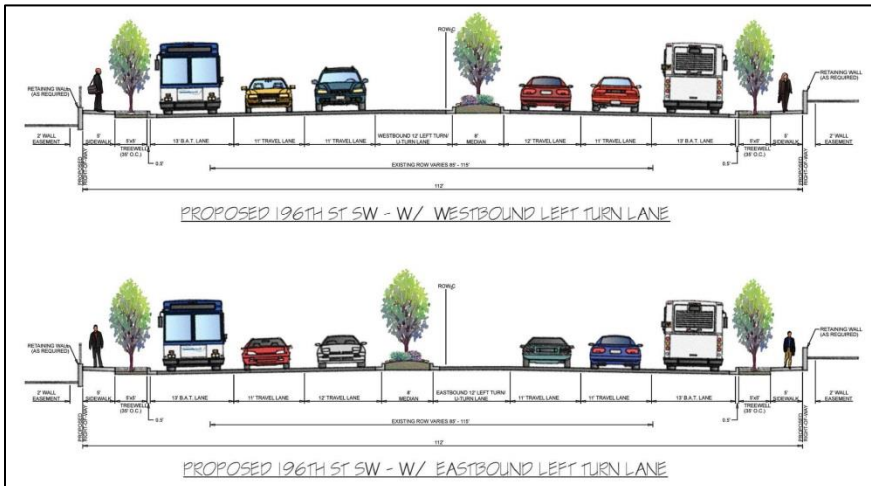 ROW ℄
RETAINING WALL
(AS REQUIRED)
RETAINING WALL
(AS REQUIRED)
2' WALL
EASEMENT
5'
SIDEWALK
5'x5'
TREEWELL
(35' O.C.)
0.5'
13' B.A.T. LANE
11' TRAVEL LANE
11' TRAVEL LANE
WESTBOUND 12' LEFT TURN/
U-TURN LANE
8'
MEDIAN
12' TRAVEL LANE
11' TRAVEL LANE
13' B.A.T. LANE
0.5'
5'x5'
TREEWELL
(35' O.C.)
5'
SIDEWALK
2' WALL
EASEMENT
PROPOSED
RIGHT-OF-WAY
EXISTING ROW VARIES 85' - 115'
PROPOSED
RIGHT-OF-WAY
112'
PROPOSED 196TH ST SW - W/ WESTBOUND LEFT TURN LANE
ROW ℄
RETAINING WALL
(AS REQUIRED)
RETAINING WALL
(AS REQUIRED)
2' WALL
EASEMENT
5'
SIDEWALK
5'x5'
TREEWELL
(35' O.C.)
0.5'
13' B.A.T. LANE
11' TRAVEL LANE
12' TRAVEL LANE
8'
MEDIAN
EASTBOUND 12' LEFT TURN/
U-TURN LANE
11' TRAVEL LANE
11' TRAVEL LANE
13' B.A.T. LANE
0.5'
5'x5'
TREEWELL
(35' O.C.)
5'
SIDEWALK
2' WALL
EASEMENT
PROPOSED
RIGHT-OF-WAY
EXISTING ROW VARIES 85' - 115'
PROPOSED
RIGHT-OF-WAY
112'
PROPOSED 196TH ST SW - W/ EASTBOUND LEFT TURN LANE